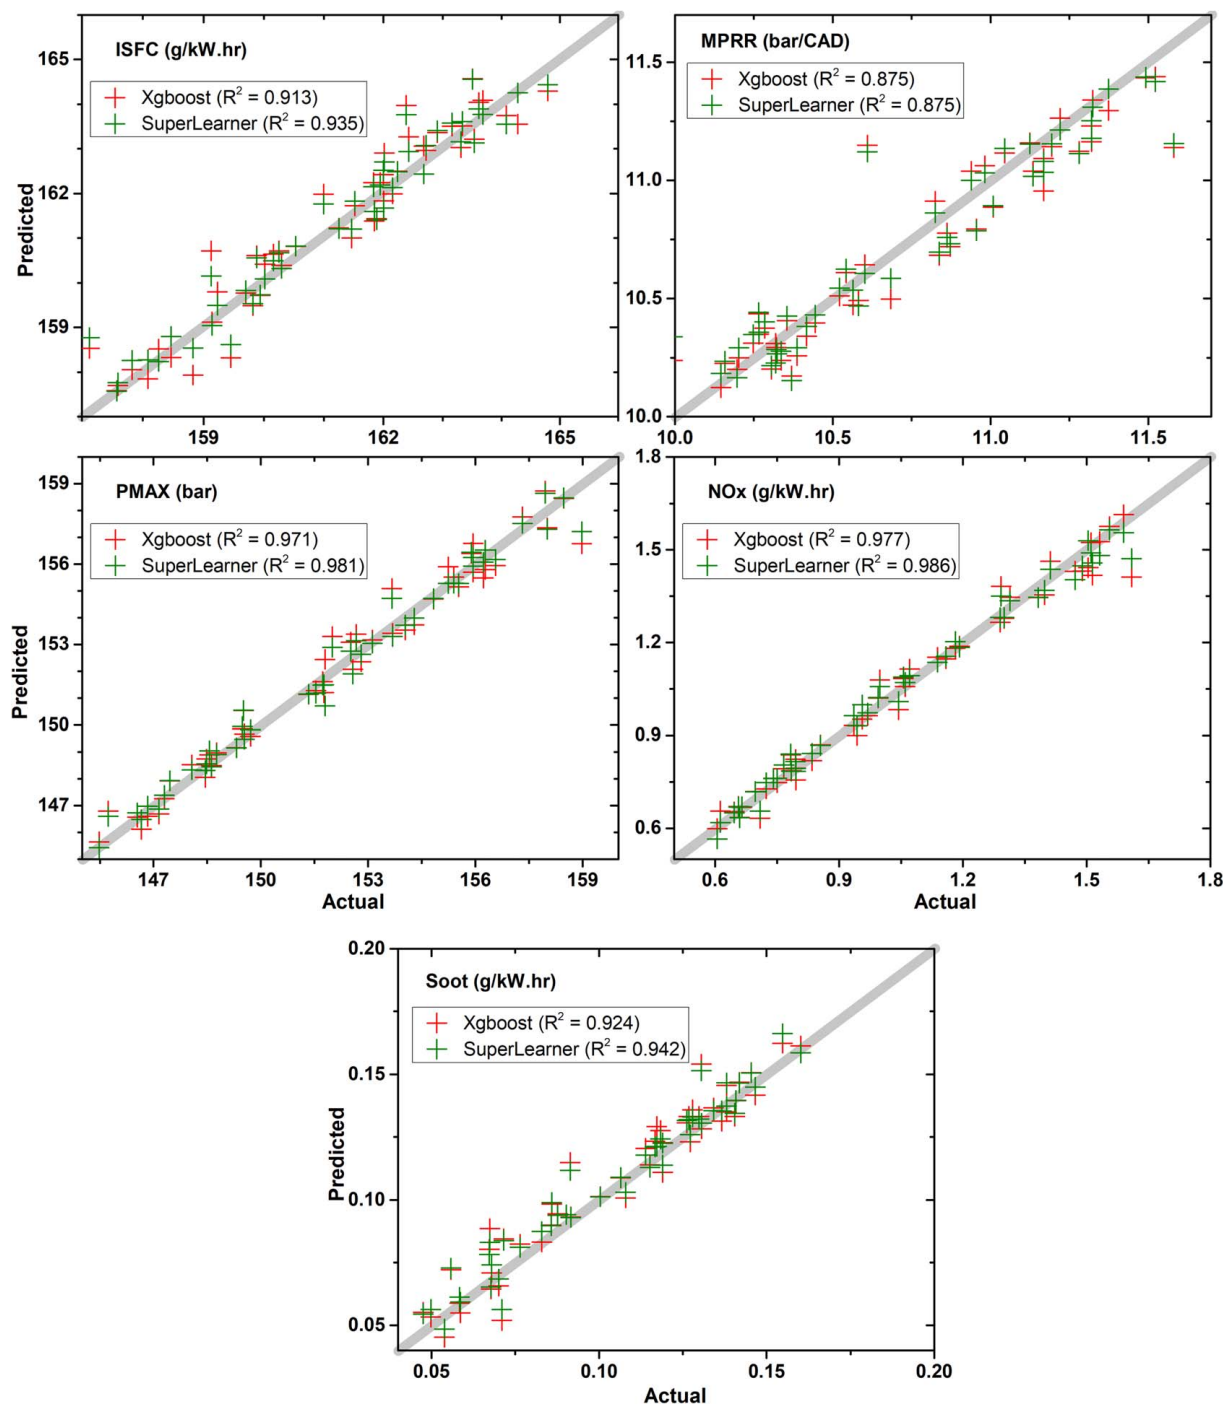 ISFC (g/kW.hr)
Xgboost (R² = 0.913)
SuperLearner (R² = 0.935)
165
162
159
Predicted
159
162
165
MPRR (bar/CAD)
Xgboost (R² = 0.875)
SuperLearner (R² = 0.875)
11.5
11.0
10.5
10.0
10.0
10.5
11.0
11.5
PMAX (bar)
Xgboost (R² = 0.971)
SuperLearner (R² = 0.981)
159
156
153
150
147
Predicted
147
150
153
156
159
Actual
NOx (g/kW.hr)
Xgboost (R² = 0.977)
SuperLearner (R² = 0.986)
1.8
1.5
1.2
0.9
0.6
0.6
0.9
1.2
1.5
1.8
Actual
Soot (g/kW.hr)
Xgboost (R² = 0.924)
SuperLearner (R² = 0.942)
0.20
0.15
0.10
0.05
Predicted
0.05
0.10
0.15
0.20
Actual